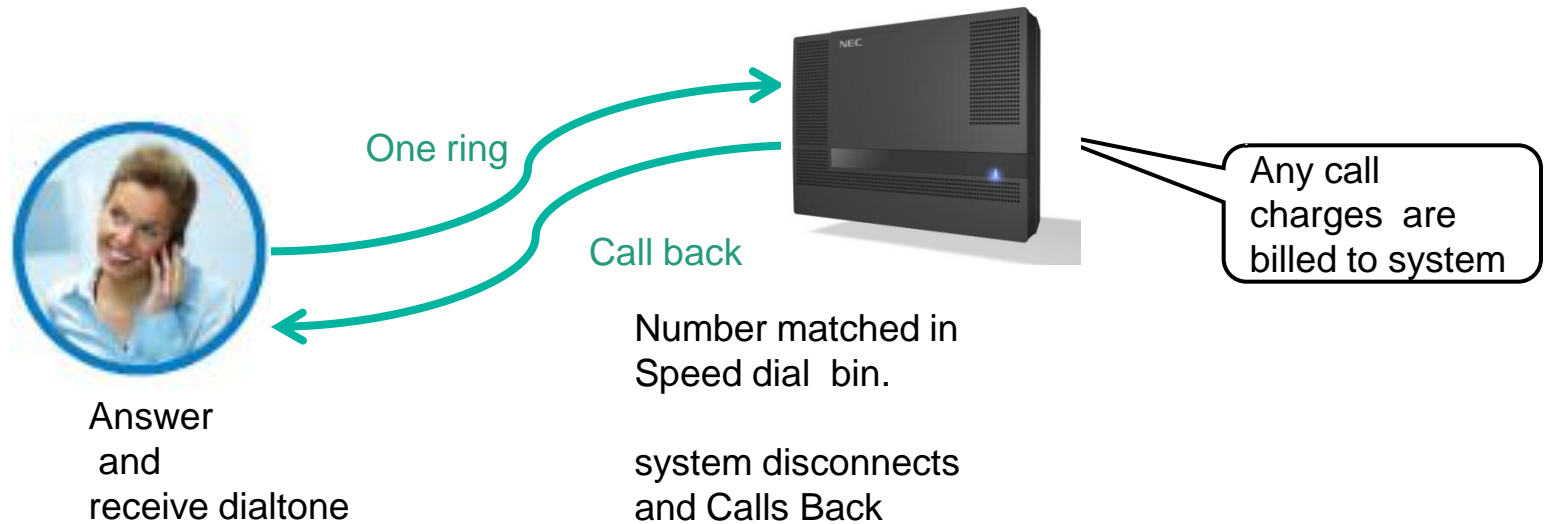 NEC
One ring
Call back
Any call
charges are
billed to system
Number matched in
Speed dial bin.
system disconnects
and Calls Back
Answer
and
receive dialtone